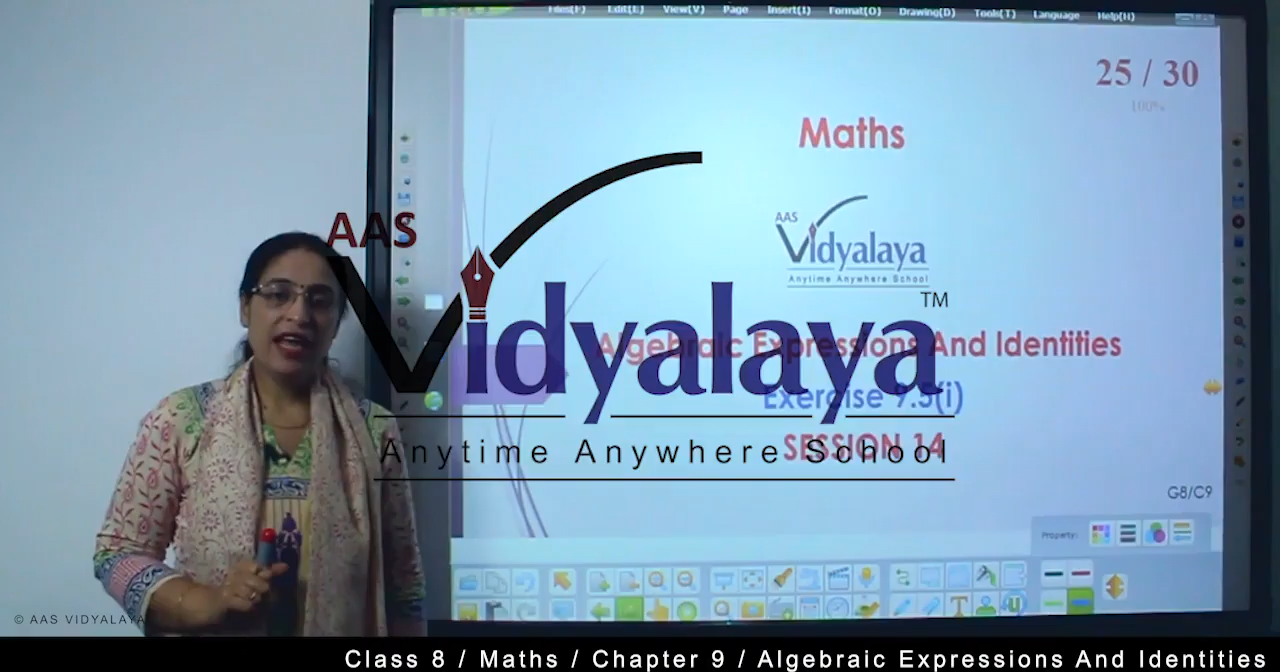 Files(F) Edit(E) View(V) Page Insert(I) Format(O) Drawing(D) Tools(T) Language Help(H)
25 / 30
100%
Maths
AAS
Vidyalaya
Anytime Anywhere School
AAS
Vidyalaya TM
Anytime Anywhere School
Algebraic Expressions And Identities
Exercise 9.5(i)
SESSION 14
G8/C9
Property:
© AAS VIDYALAYA
Class 8 / Maths / Chapter 9 / Algebraic Expressions And Identities